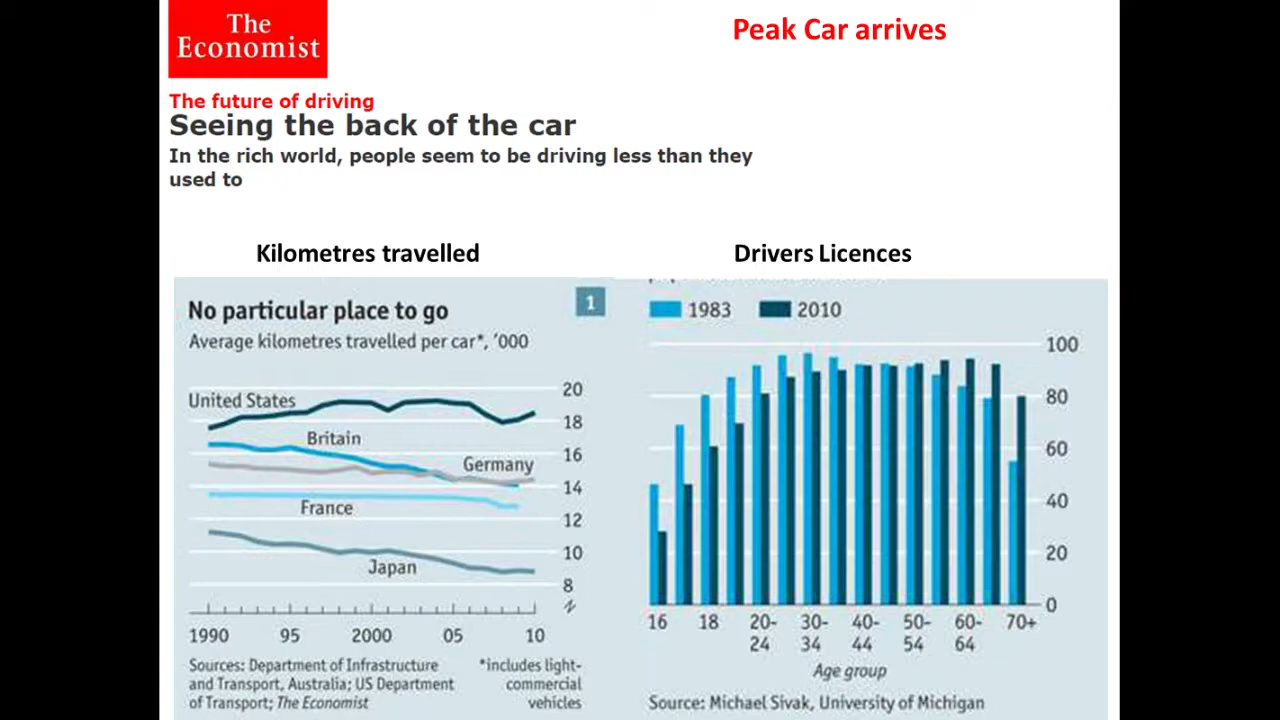 The
Economist
Peak Car arrives
The future of driving
Seeing the back of the car
In the rich world, people seem to be driving less than they
used to
Kilometres travelled
Drivers Licences
No particular place to go
1
Average kilometres travelled per car*, ’000
20
United States
18
Britain
16
Germany
14
France
12
10
Japan
8
1990 95 2000 05 10
Sources: Department of Infrastructure
and Transport, Australia; US Department
of Transport; The Economist
*includes light-
commercial
vehicles
1983 2010
100
80
60
40
20
0
16 18 20- 30- 40- 50- 60- 70+
24 34 44 54 64
Age group
Source: Michael Sivak, University of Michigan